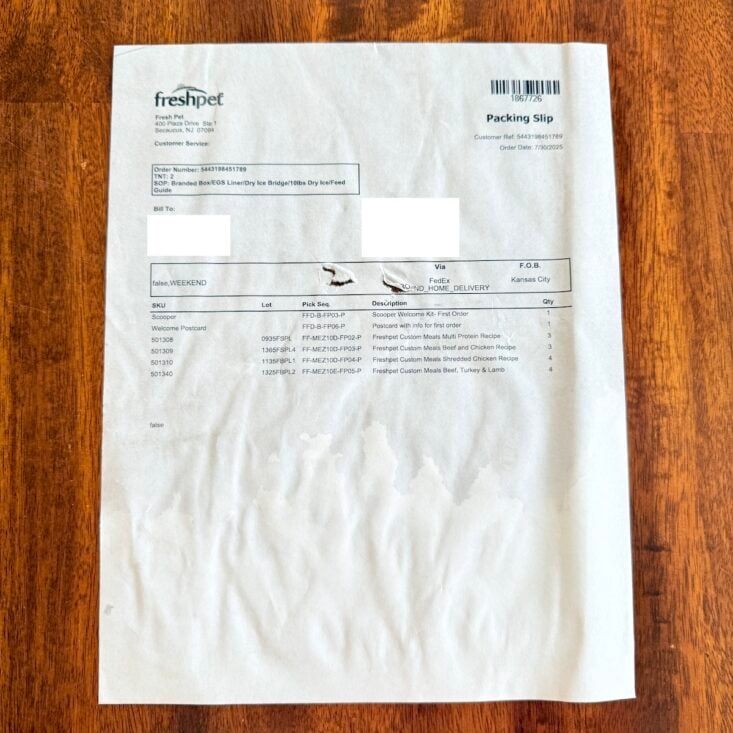 freshpet
1867726
Packing Slip
Fresh Pet
400 Plaza Drive Ste 1
Secaucus, NJ 07094
Customer Service:
Customer Ref: 5443198451789
Order Date: 7/30/2025
Order Number: 5443198451789
TNT: 2
SOP: Branded Box/EGS Liner/Dry Ice Bridge/10lbs Dry Ice/Feed
Guide
Bill To:
Via F.O.B.
false,WEEKEND FedEx Kansas City
ND_HOME_DELIVERY
SKU Lot Pick Seq. Description Qty
Scooper FFD-B-FP03-P Scooper Welcome Kit- First Order 1
Welcome Postcard FFD-B-FP06-P Postcard with info for first order 1
501308 0935FSPL FF-MEZ10D-FP02-P Freshpet Custom Meals Multi Protein Recipe 3
501309 1365FSPL4 FF-MEZ10D-FP03-P Freshpet Custom Meals Beef and Chicken Recipe 3
501310 1135FBPL1 FF-MEZ10D-FP04-P Freshpet Custom Meals Shredded Chicken Recipe 4
501340 1325FBPL2 FF-MEZ10E-FP05-P Freshpet Custom Meals Beef, Turkey & Lamb 4
false